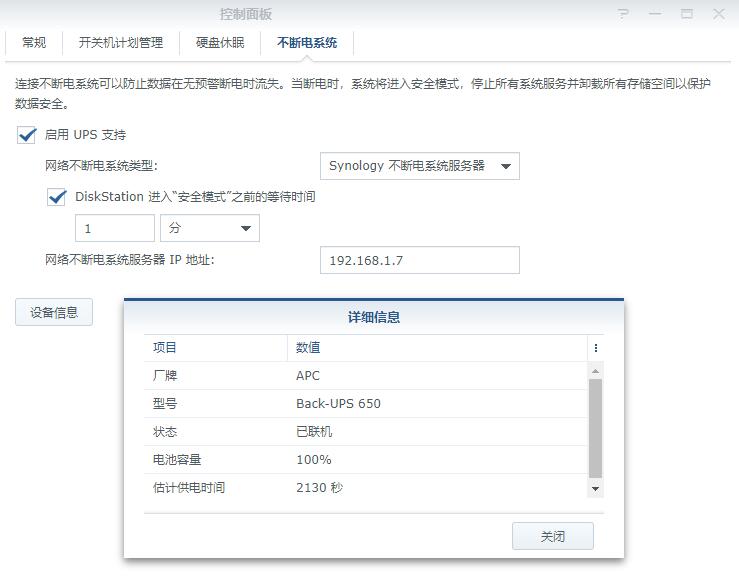 控制面板
常规
开关机计划管理
硬盘休眠
不断电系统
连接不断电系统可以防止数据在无预警断电时流失。当断电时，系统将进入安全模式，停止所有系统服务并卸载所有存储空间以保护
数据安全。
启用 UPS 支持
网络不断电系统类型:
Synology 不断电系统服务器
DiskStation 进入“安全模式”之前的等待时间
1
分
网络不断电系统服务器 IP 地址:
192.168.1.7
设备信息
详细信息
项目 数值
厂牌 APC
型号 Back-UPS 650
状态 已联机
电池容量 100%
估计供电时间 2130 秒
关闭